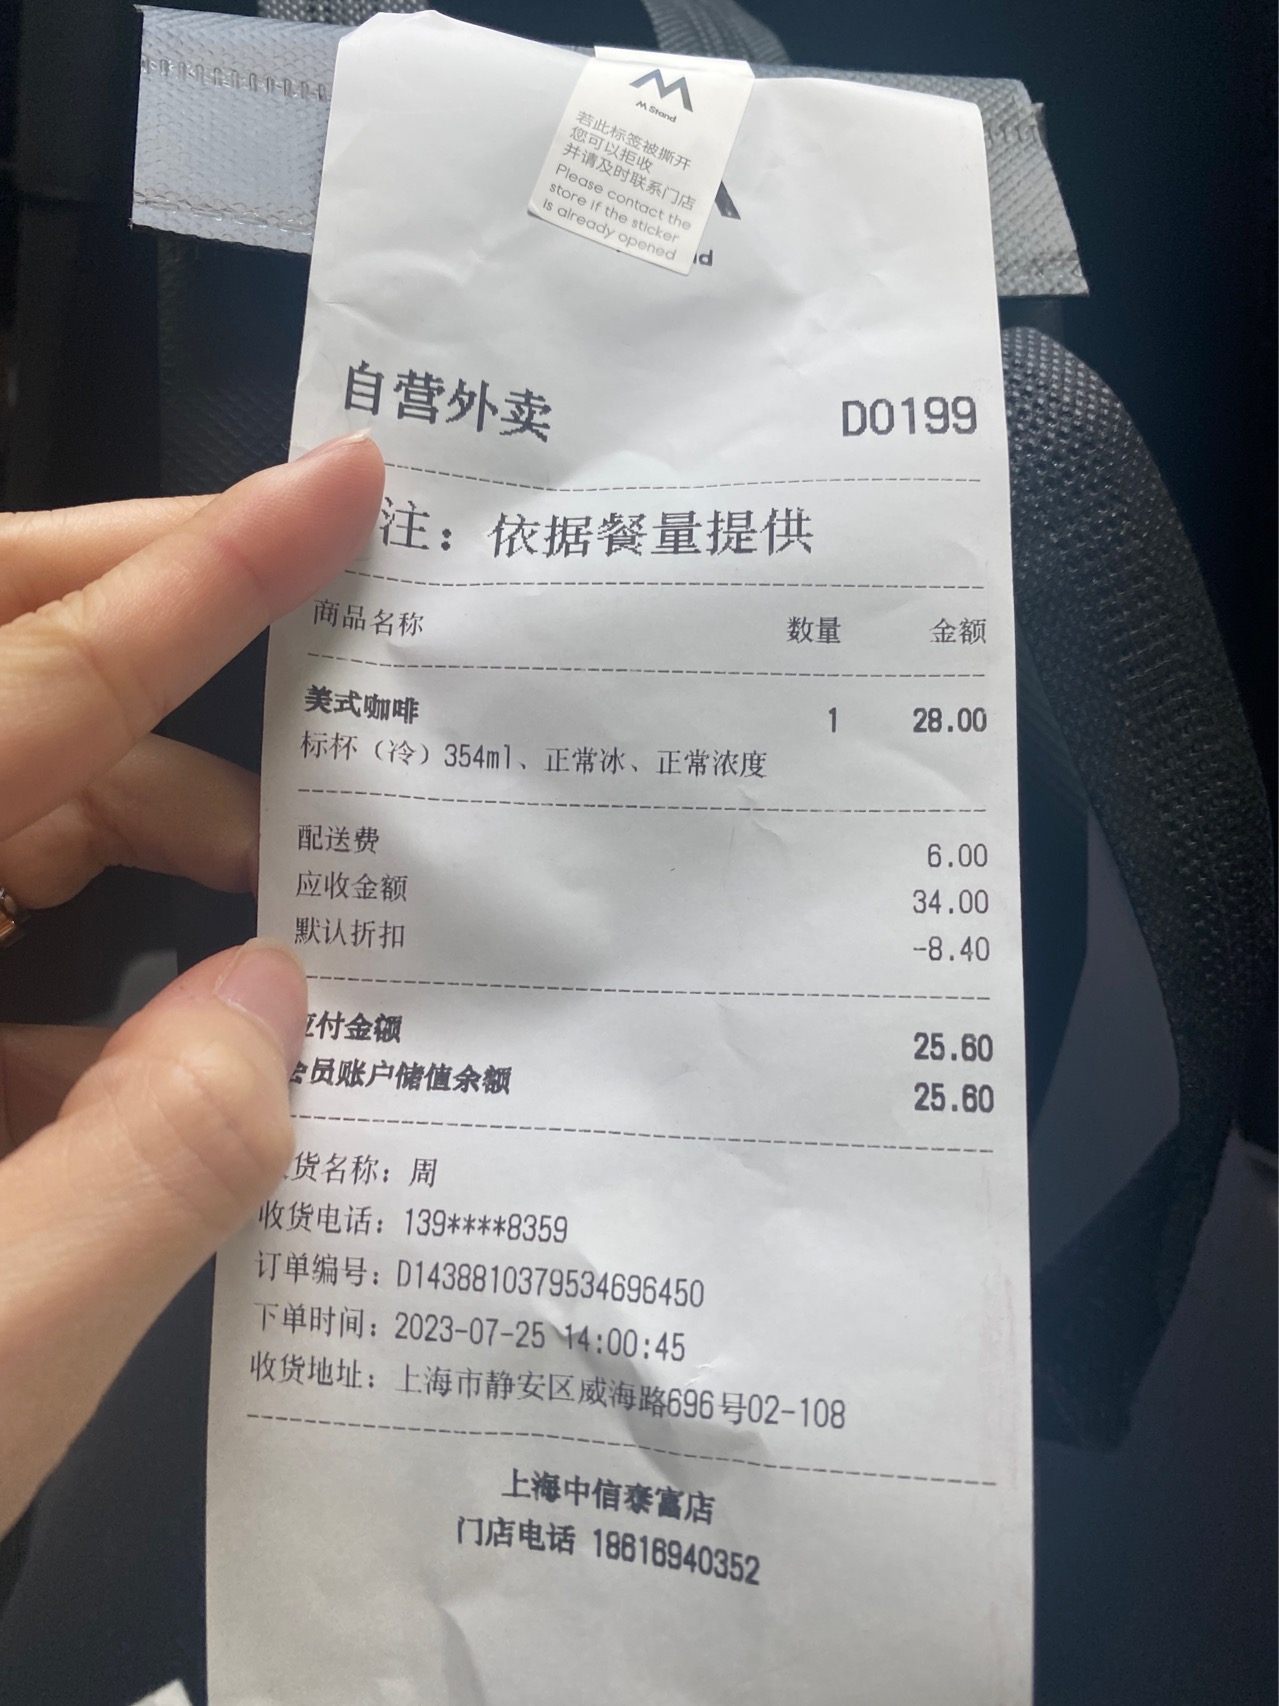 M Stand
若此标签被撕开
您可以拒收
并请及时联系门店
Please contact the
store if the sticker
is already opened
nd
自营外卖 D0199
注：依据餐量提供
商品名称 数量 金额
美式咖啡 1 28.00
标杯（冷）354ml、正常冰、正常浓度
配送费 6.00
应收金额 34.00
默认折扣 -8.40
应付金额 25.60
会员账户储值余额 25.60
货名称：周
收货电话：139****8359
订单编号：D1438810379534696450
下单时间：2023-07-25 14:00:45
收货地址：上海市静安区威海路696号02-108
上海中信泰富店
门店电话 18616940352